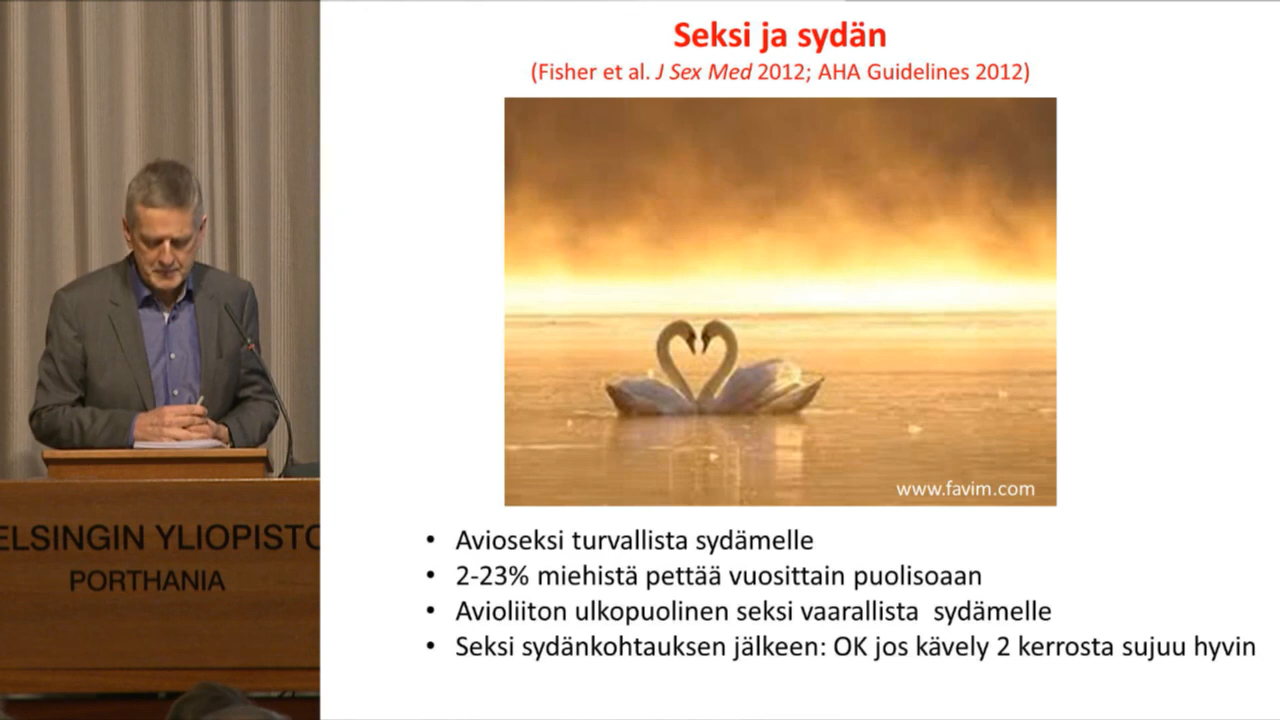 Seksi ja sydän
(Fisher et al. J Sex Med 2012; AHA Guidelines 2012)
www.favim.com
• Avioseksi turvallista sydämelle
• 2-23% miehistä pettää vuosittain puolisoaan
• Avioliiton ulkopuolinen seksi vaarallista sydämelle
• Seksi sydänkohtauksen jälkeen: OK jos kävely 2 kerrosta sujuu hyvin
ELSINGIN YLIOPISTO
PORTHANIA